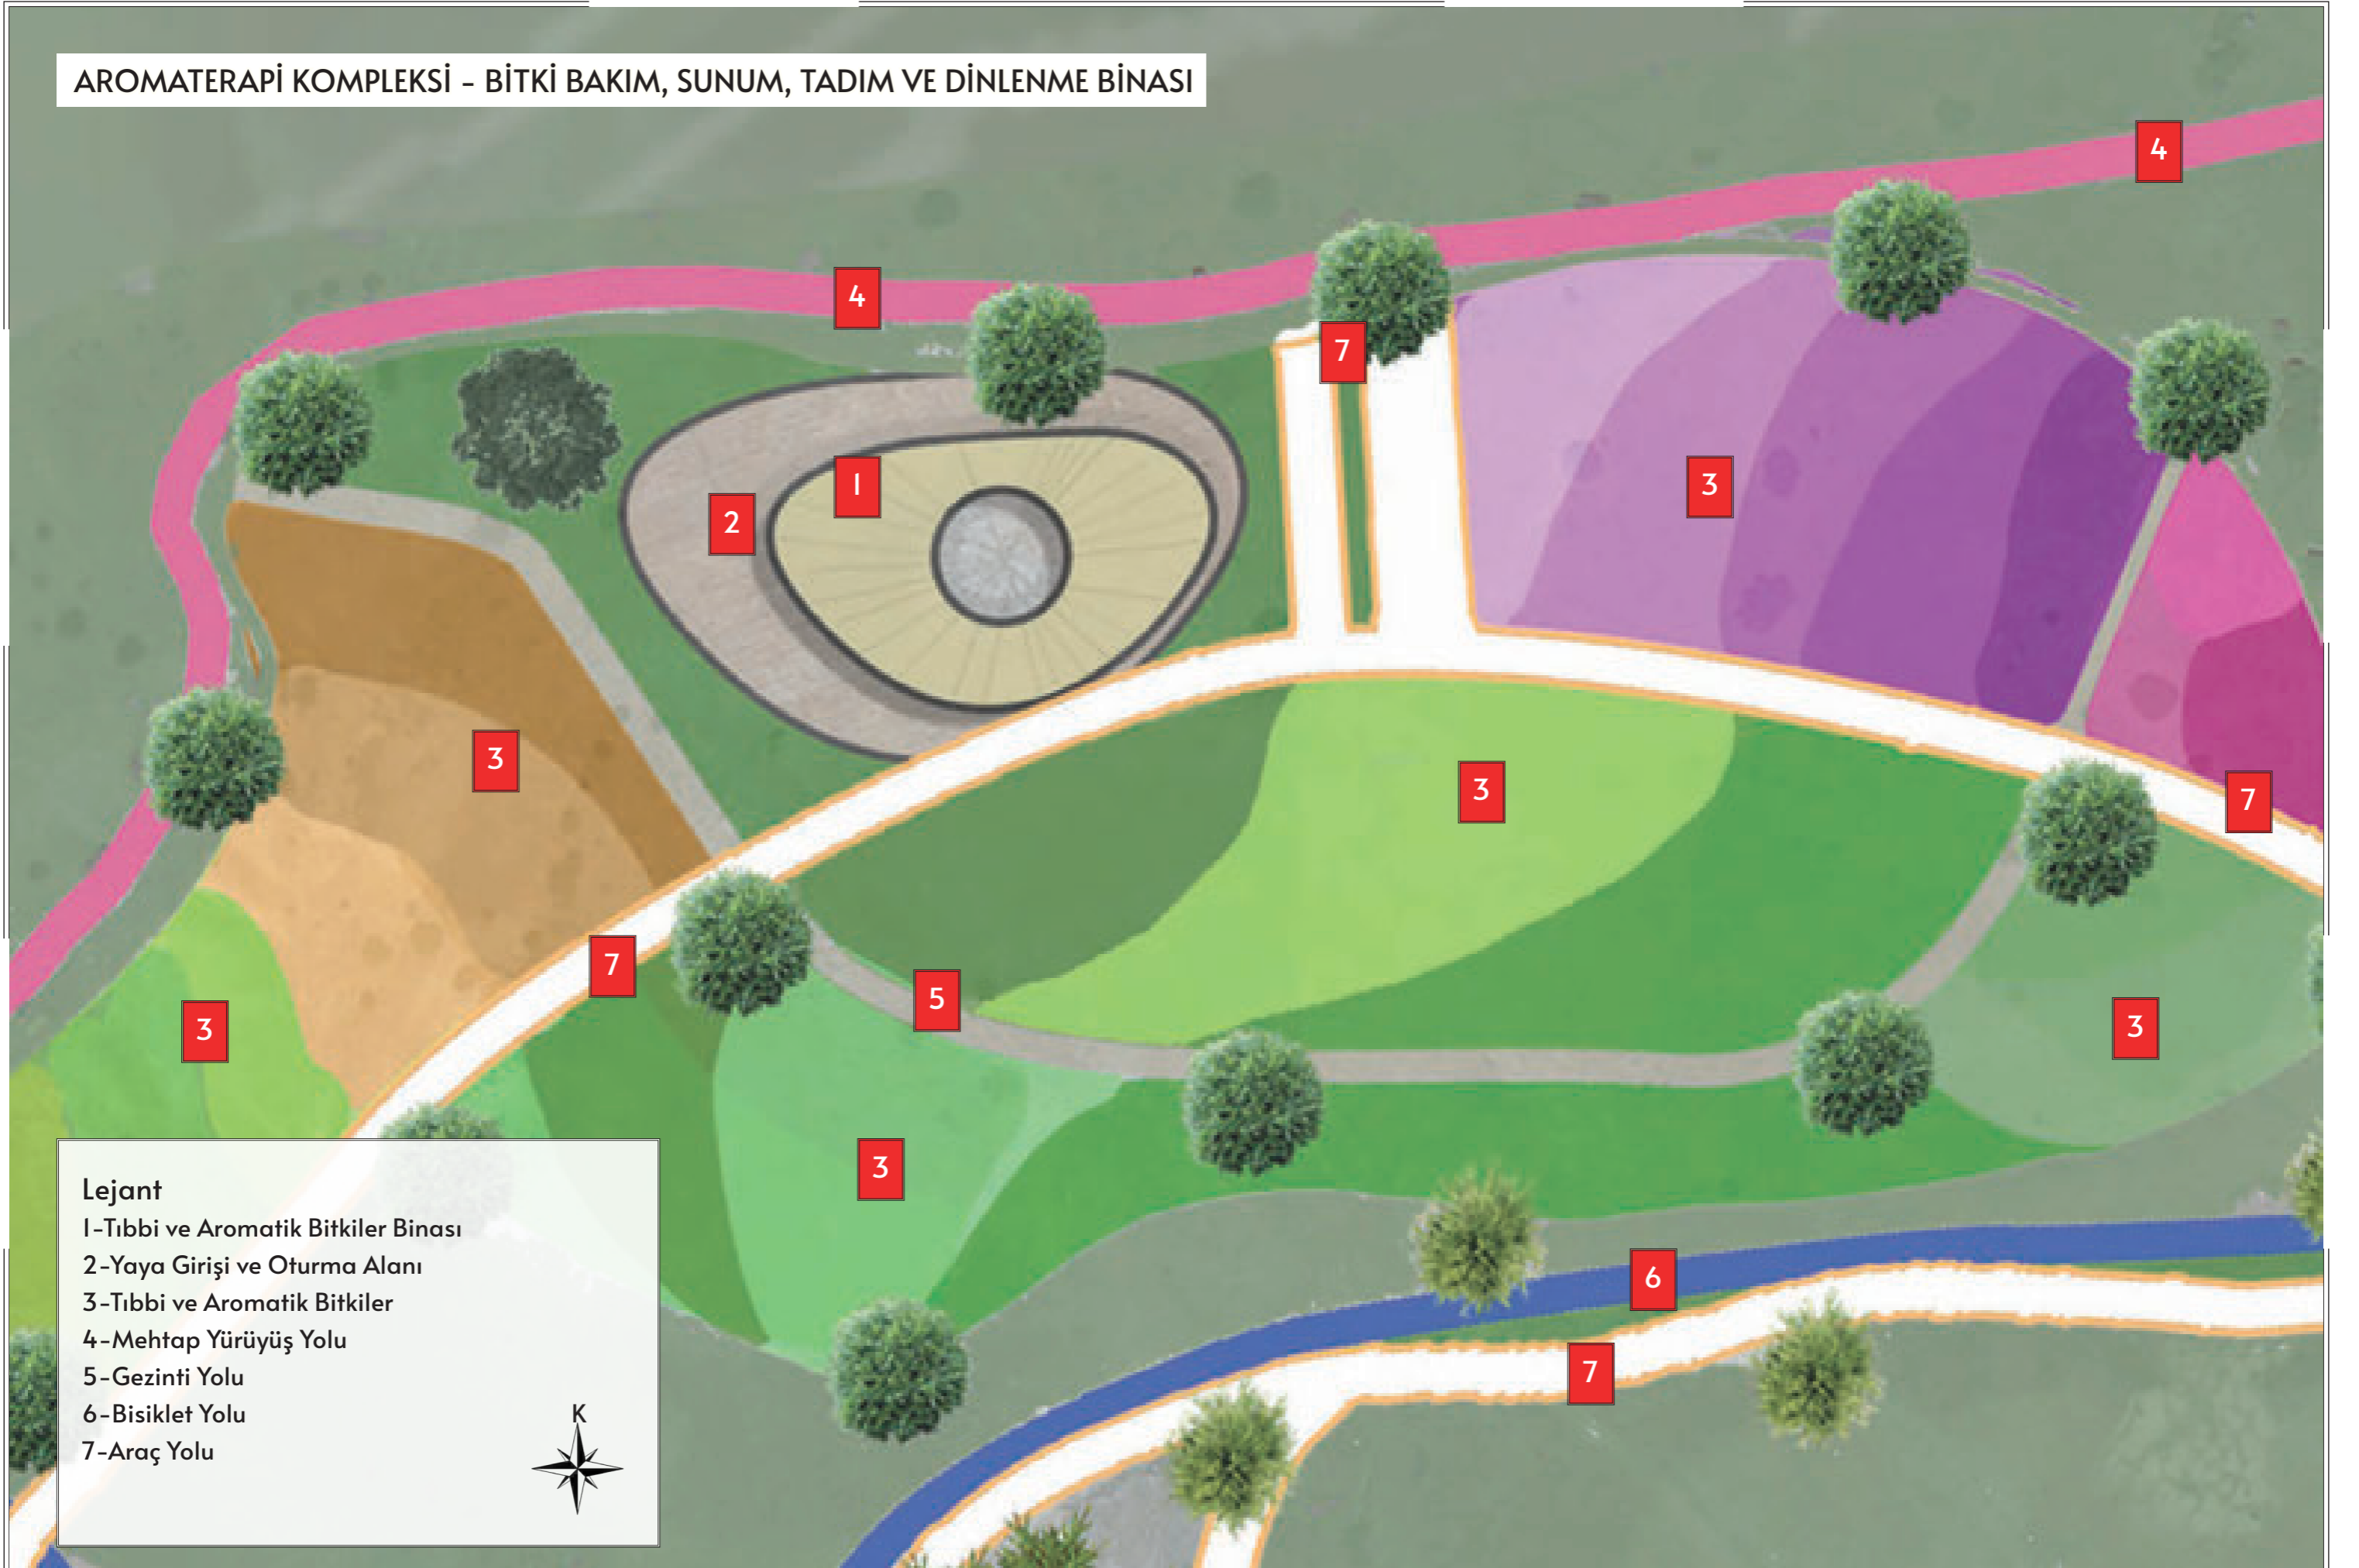 AROMATERAPİ KOMPLEKSİ - BİTKİ BAKIM, SUNUM, TADIM VE DİNLENME BİNASI
4
4
7
1
2
3
3
3
7
7
5
3
3
3
6
7
Lejant
1-Tıbbi ve Aromatik Bitkiler Binası
2-Yaya Girişi ve Oturma Alanı
3-Tıbbi ve Aromatik Bitkiler
4-Mehtap Yürüyüş Yolu
5-Gezinti Yolu
6-Bisiklet Yolu
7-Araç Yolu
K